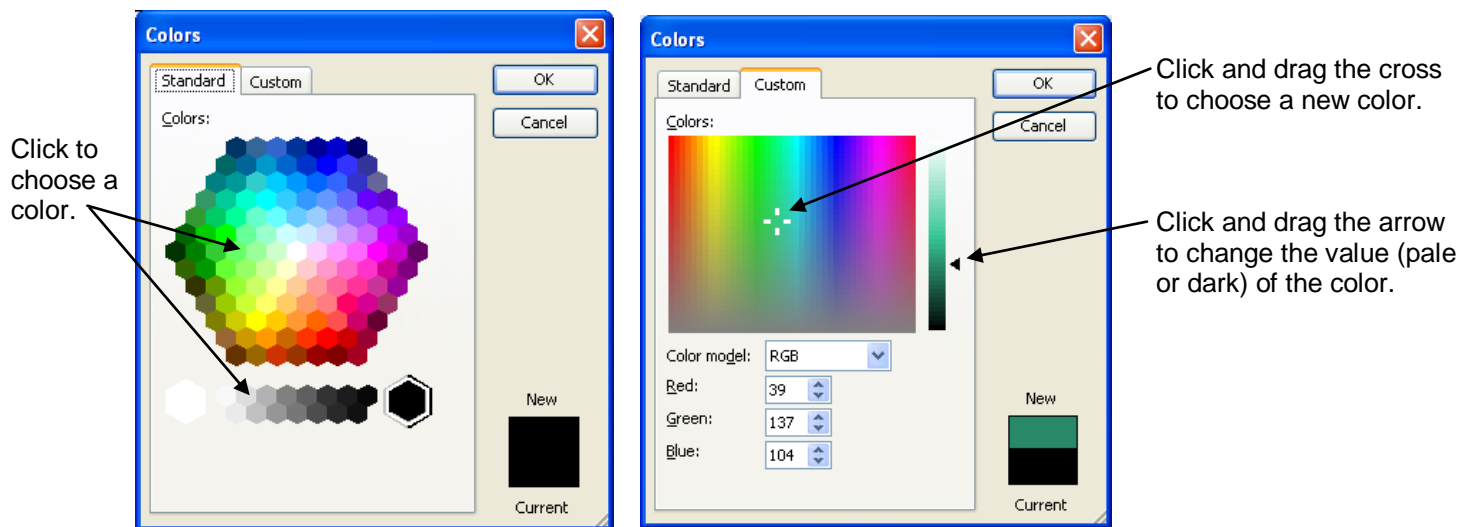 Colors
Standard Custom
OK
Cancel
Colors:
Click to
choose a
color.
New
Current
Colors
Standard Custom
OK
Cancel
Colors:
Click and drag the cross
to choose a new color.
Click and drag the arrow
to change the value (pale
or dark) of the color.
Color model: RGB
Red: 39
Green: 137
Blue: 104
New
Current